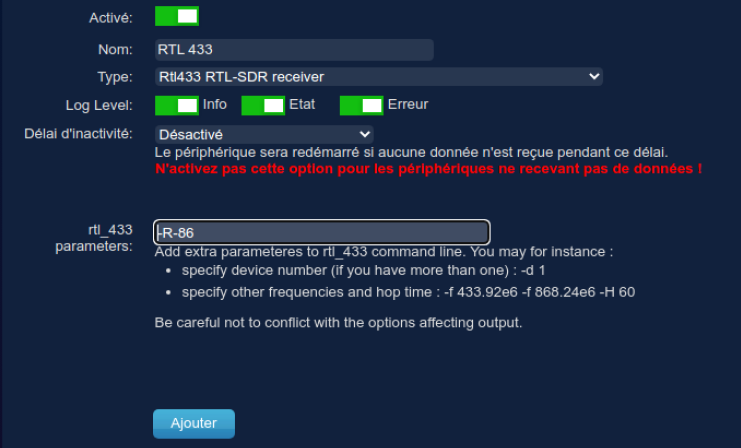 Activé:
Nom: RTL 433
Type: Rtl433 RTL-SDR receiver
Log Level: Info Etat Erreur
Délai d'inactivité: Désactivé
Le périphérique sera redémarré si aucune donnée n'est reçue pendant ce délai.
N'activez pas cette option pour les périphériques ne recevant pas de données !
rtl_433 parameters: -R-86
Add extra parameteres to rtl_433 command line. You may for instance :
• specify device number (if you have more than one) : -d 1
• specify other frequencies and hop time : -f 433.92e6 -f 868.24e6 -H 60
Be careful not to conflict with the options affecting output.
Ajouter